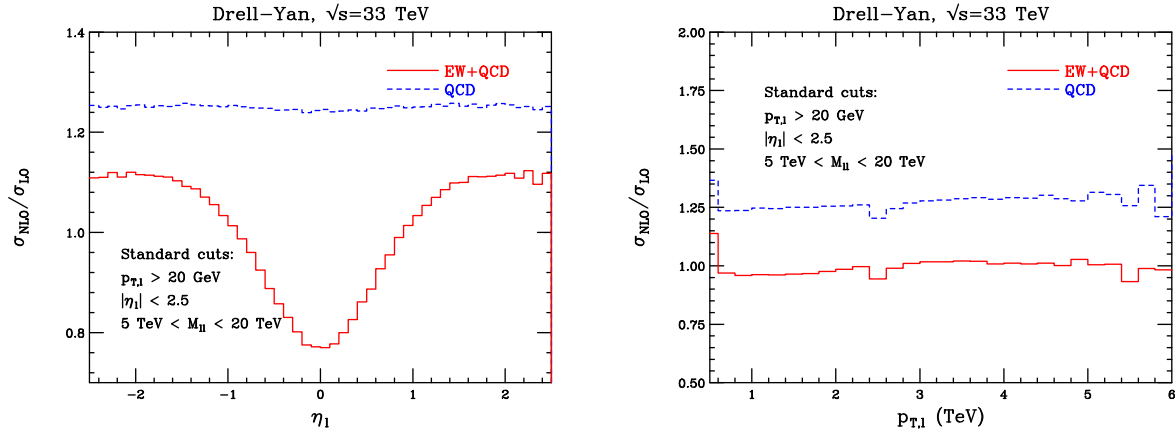 Drell-Yan, √s=33 TeV
1.4
1.2
1.0
0.8
σNLO/σLO
EW+QCD
QCD
Standard cuts:
pT,l > 20 GeV
|ηl| < 2.5
5 TeV < Mll < 20 TeV
-2
-1
0
1
2
ηl
Drell-Yan, √s=33 TeV
2.00
1.75
1.50
1.25
1.00
0.75
0.50
σNLO/σLO
EW+QCD
QCD
Standard cuts:
pT,l > 20 GeV
|ηl| < 2.5
5 TeV < Mll < 20 TeV
1
2
3
4
5
6
pT,l (TeV)